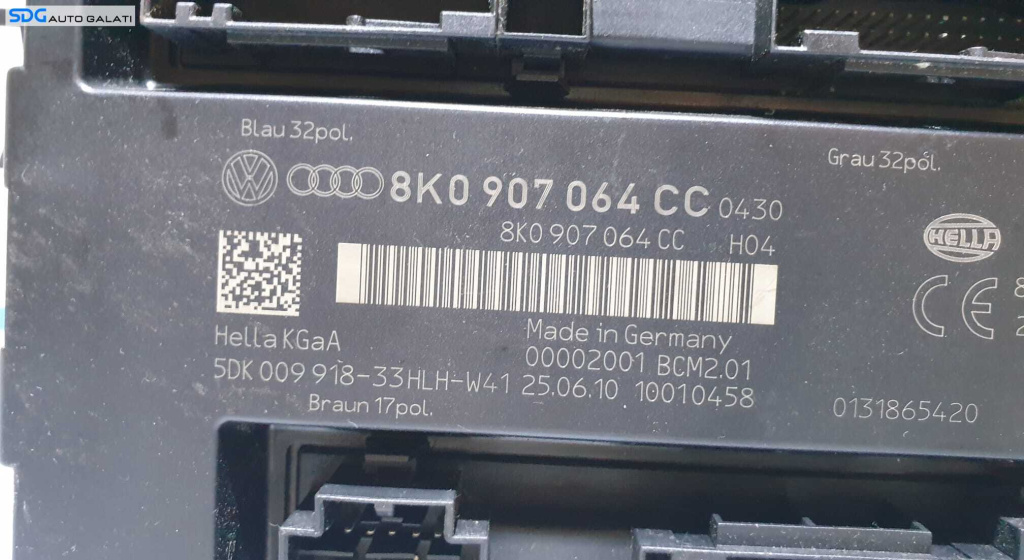 SDG AUTO GALATI
Blau 32pol.
Grau 32pol.
8K0 907 064 CC 0430
8K0 907 064 CC H04
HELLA
CE
Hella KGaA
Made in Germany
00002001 BCM2.01
5DK 009 918-33HLH-W41 25.06.10 10010458
Braun 17pol.
0131865420